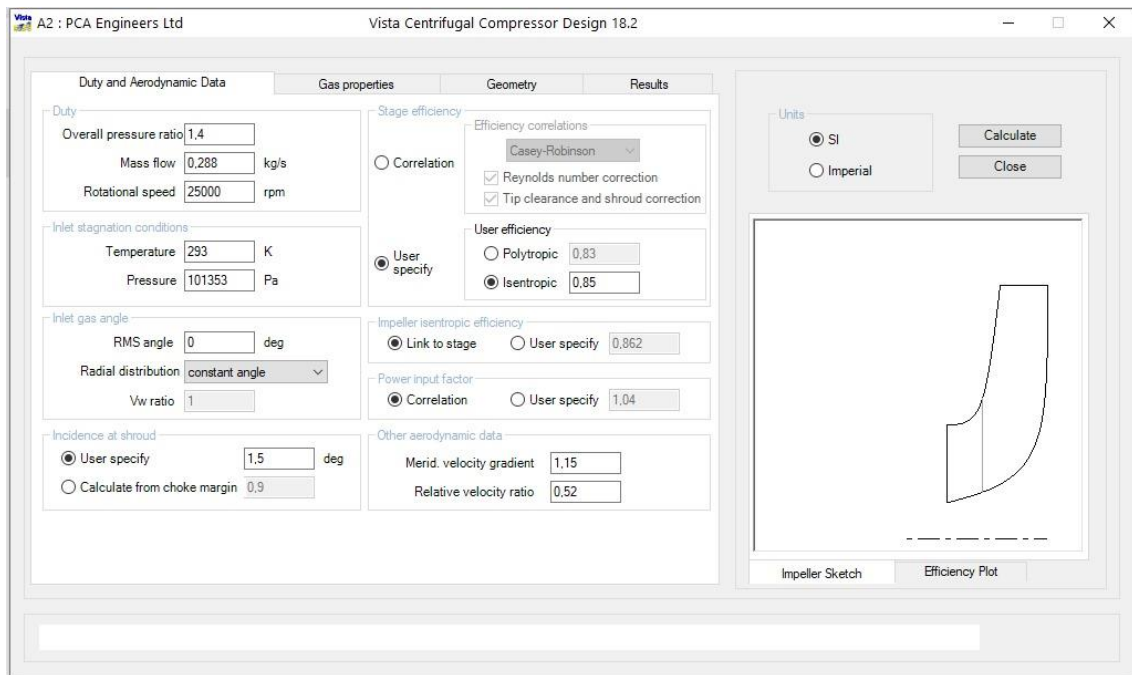 Vista A2 : PCA Engineers Ltd Vista Centrifugal Compressor Design 18.2
Duty and Aerodynamic Data Gas properties Geometry Results
Duty
Overall pressure ratio 1,4
Mass flow 0,288 kg/s
Rotational speed 25000 rpm
Inlet stagnation conditions
Temperature 293 K
Pressure 101353 Pa
Inlet gas angle
RMS angle 0 deg
Radial distribution constant angle
Vw ratio 1
Incidence at shroud
User specify 1,5 deg
Calculate from choke margin 0,9
Stage efficiency
Efficiency correlations
Correlation Casey-Robinson
Reynolds number correction
Tip clearance and shroud correction
User efficiency
User specify
Polytropic 0,83
Isentropic 0,85
Impeller isentropic efficiency
Link to stage User specify 0,862
Power input factor
Correlation User specify 1,04
Other aerodynamic data
Merid. velocity gradient 1,15
Relative velocity ratio 0,52
Units
SI
Imperial
Calculate
Close
Impeller Sketch Efficiency Plot